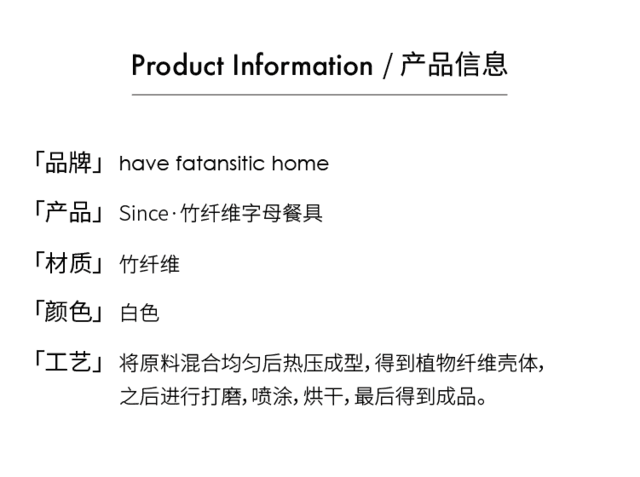 Product Information / 产品信息
「品牌」 have fatansitic home
「产品」 Since·竹纤维字母餐具
「材质」 竹纤维
「颜色」 白色
「工艺」 将原料混合均匀后热压成型，得到植物纤维壳体，
之后进行打磨，喷涂，烘干，最后得到成品。